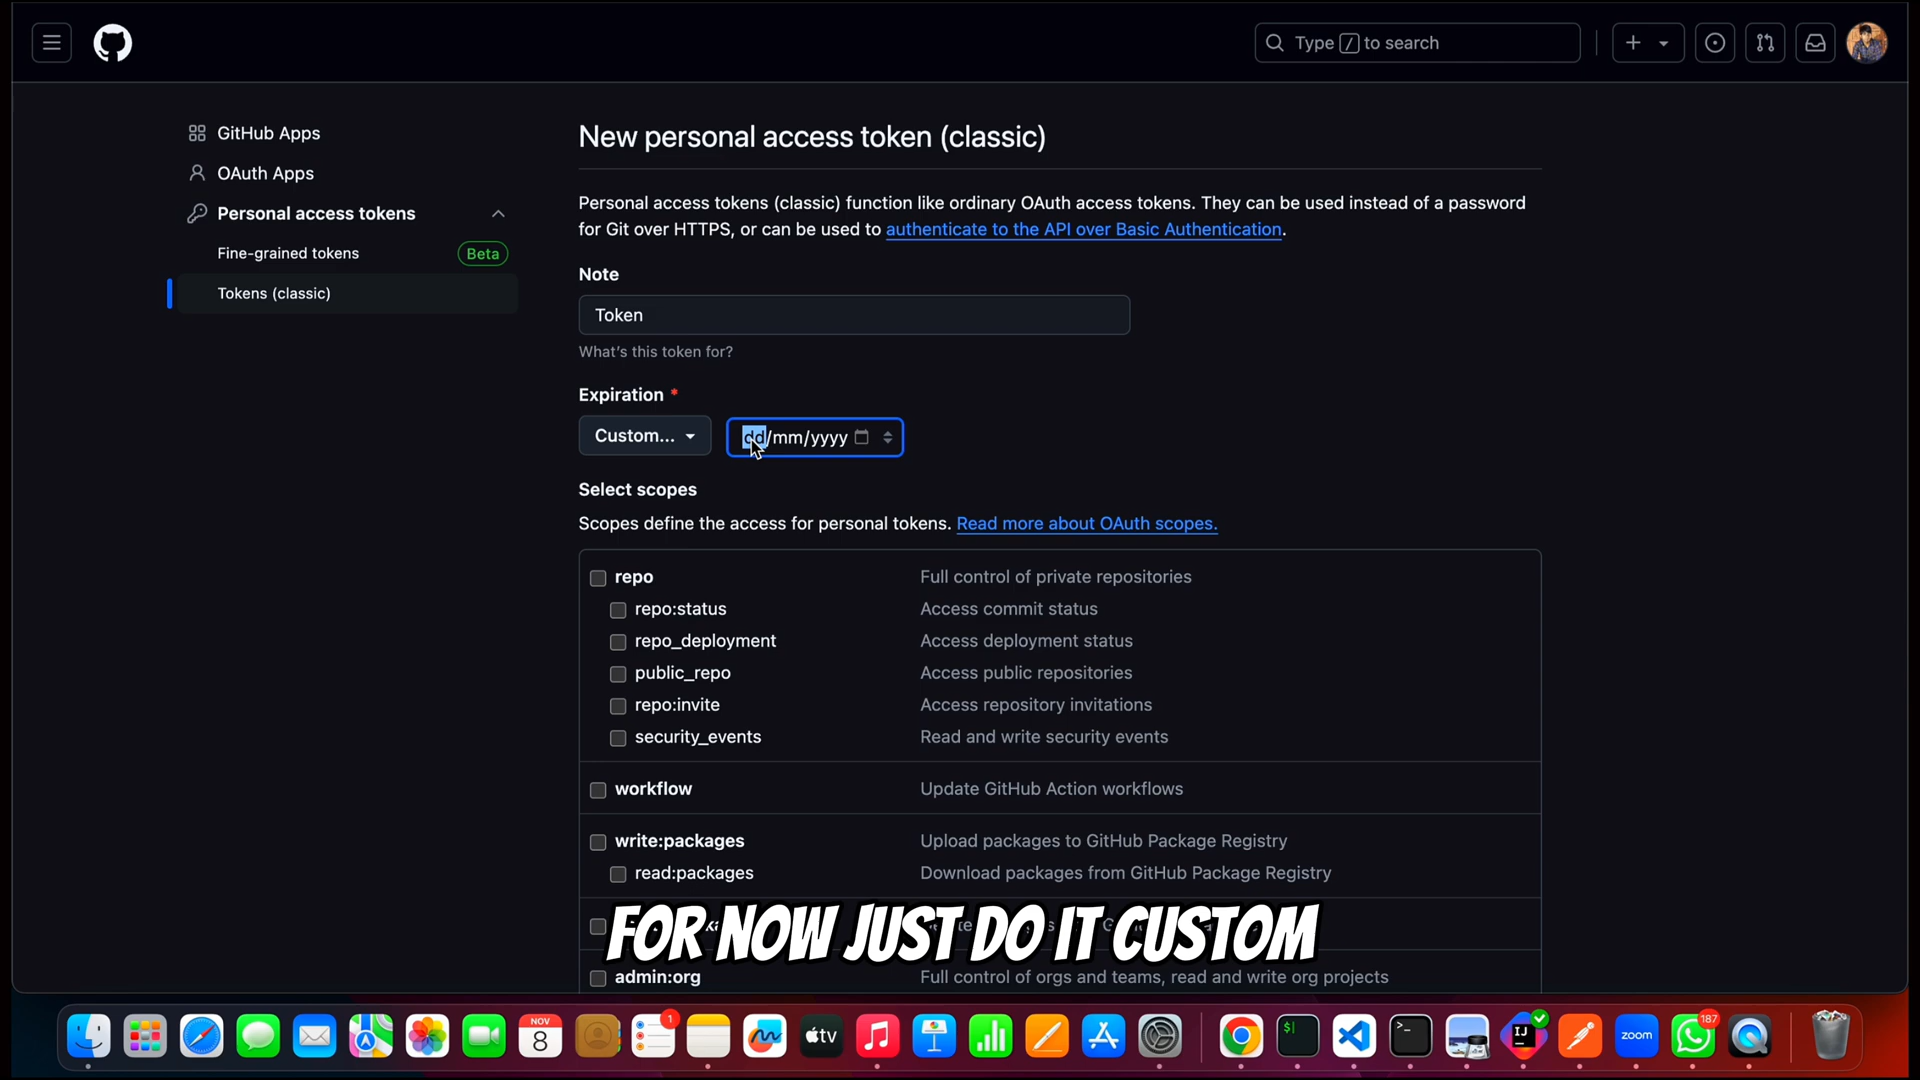 Type / to search
GitHub Apps
OAuth Apps
Personal access tokens
Fine-grained tokens
Beta
Tokens (classic)
New personal access token (classic)
Personal access tokens (classic) function like ordinary OAuth access tokens. They can be used instead of a password
for Git over HTTPS, or can be used to authenticate to the API over Basic Authentication.
Note
Token
What's this token for?
Expiration *
Custom...
dd/mm/yyyy
Select scopes
Scopes define the access for personal tokens. Read more about OAuth scopes.
repo Full control of private repositories
repo:status Access commit status
repo_deployment Access deployment status
public_repo Access public repositories
repo:invite Access repository invitations
security_events Read and write security events
workflow Update GitHub Action workflows
write:packages Upload packages to GitHub Package Registry
read:packages Download packages from GitHub Package Registry
FOR NOW JUST DO IT CUSTOM
admin:org Full control of orgs and teams, read and write org projects
NOV
8
1
tv
$
>_
IJ
zoom
187